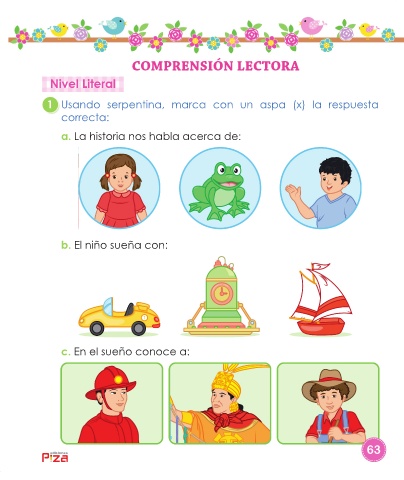 COMPRENSIÓN LECTORA
Nivel Literal
1 Usando serpentina, marca con un aspa (x) la respuesta
correcta:
a. La historia nos habla acerca de:
b. El niño sueña con:
c. En el sueño conoce a:
63